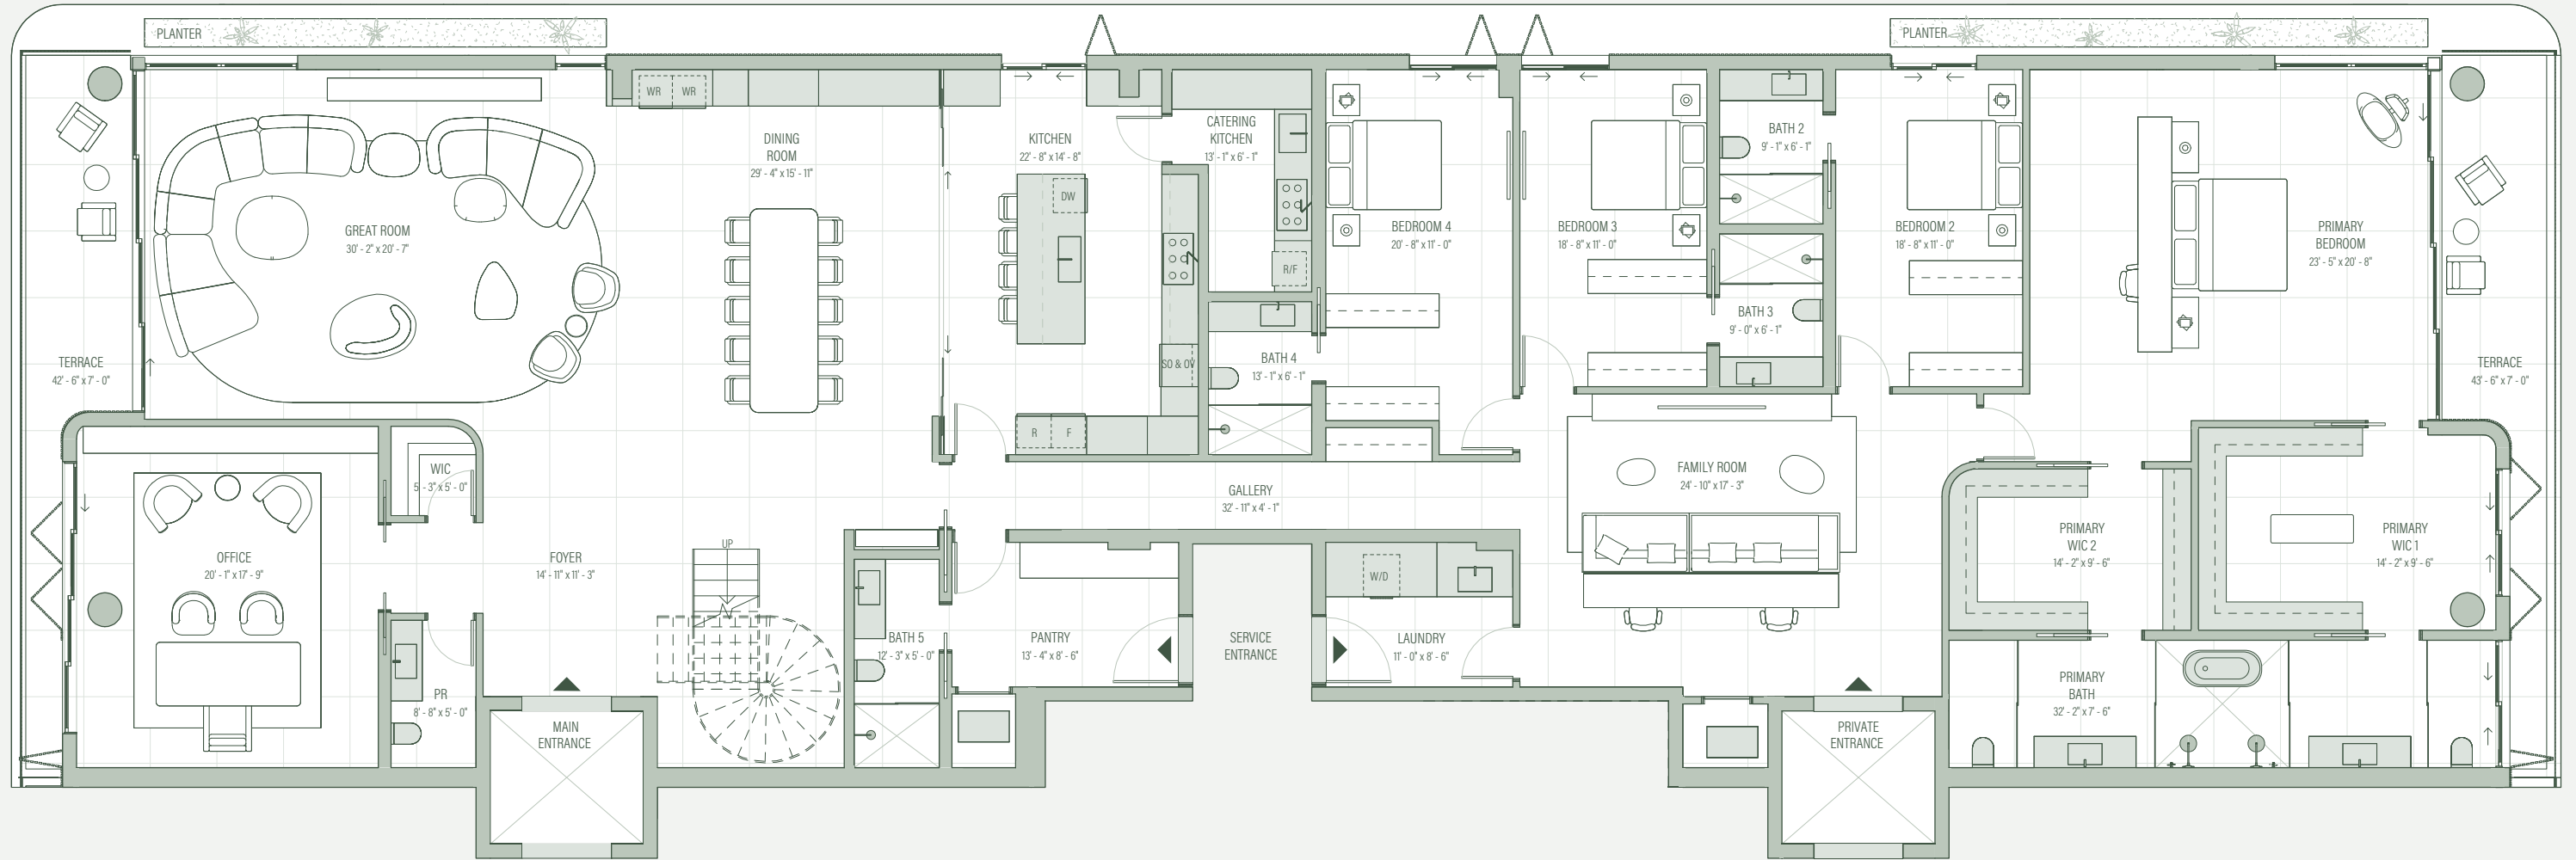 PLANTER
PLANTER
WR
WR
DINING
ROOM
29' - 4" x 15' - 11"
KITCHEN
22' - 8" x 14' - 8"
CATERING
KITCHEN
13' - 1" x 6' - 1"
BATH 2
9' - 1" x 6' - 1"
DW
GREAT ROOM
30' - 2" x 20' - 7"
BEDROOM 4
20' - 8" x 11' - 0"
BEDROOM 3
18' - 8" x 11' - 0"
BEDROOM 2
18' - 8" x 11' - 0"
PRIMARY
BEDROOM
23' - 5" x 20' - 8"
R/F
BATH 3
9' - 0" x 6' - 1"
TERRACE
42' - 6" x 7' - 0"
SO & OV
BATH 4
13' - 1" x 6' - 1"
TERRACE
43' - 6" x 7' - 0"
R
F
WIC
5' - 3" x 5' - 0"
GALLERY
32' - 11" x 4' - 1"
FAMILY ROOM
24' - 10" x 17' - 3"
OFFICE
20' - 1" x 17' - 9"
FOYER
14' - 11" x 11' - 3"
UP
W/D
PRIMARY
WIC 2
14' - 2" x 9' - 6"
PRIMARY
WIC 1
14' - 2" x 9' - 6"
BATH 5
12' - 3" x 5' - 0"
PANTRY
13' - 4" x 8' - 6"
SERVICE
ENTRANCE
LAUNDRY
11' - 0" x 8' - 6"
PR
8' - 8" x 5' - 0"
PRIMARY
BATH
32' - 2" x 7' - 6"
MAIN
ENTRANCE
PRIVATE
ENTRANCE